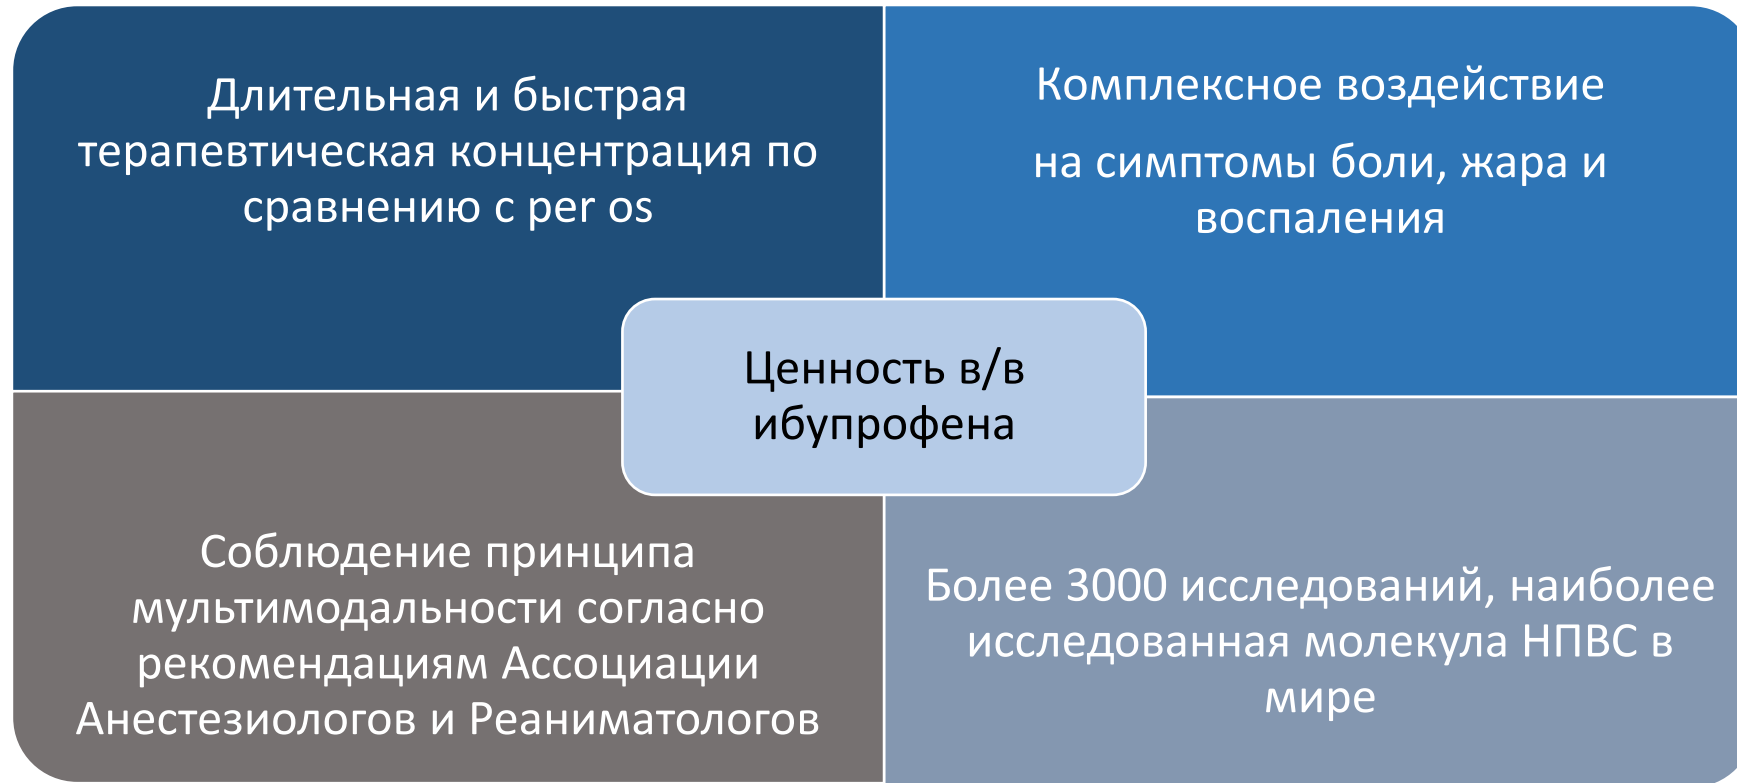 Длительная и быстрая
терапевтическая концентрация по
сравнению с per os
Комплексное воздействие
на симптомы боли, жара и
воспаления
Ценность в/в
ибупрофена
Соблюдение принципа
мультимодальности согласно
рекомендациям Ассоциации
Анестезиологов и Реаниматологов
Более 3000 исследований, наиболее
исследованная молекула НПВС в
мире